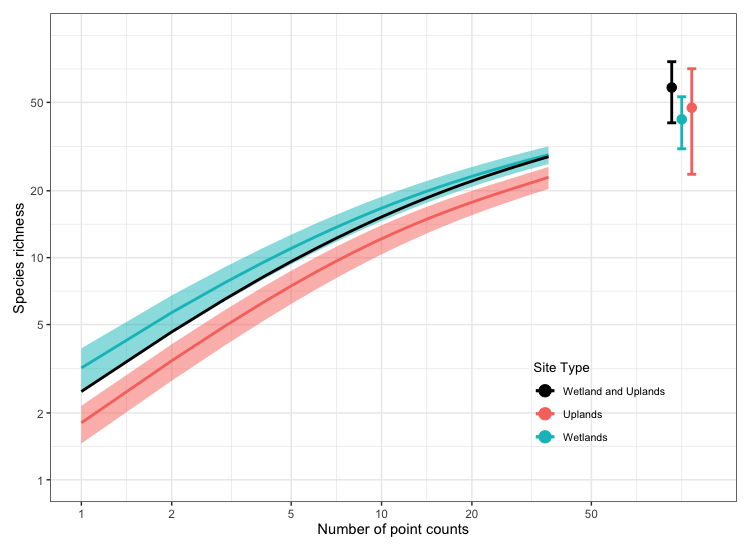 Species richness
50
20
10
5
2
1
Site Type
Wetland and Uplands
Uplands
Wetlands
1
2
5
10
20
50
Number of point counts